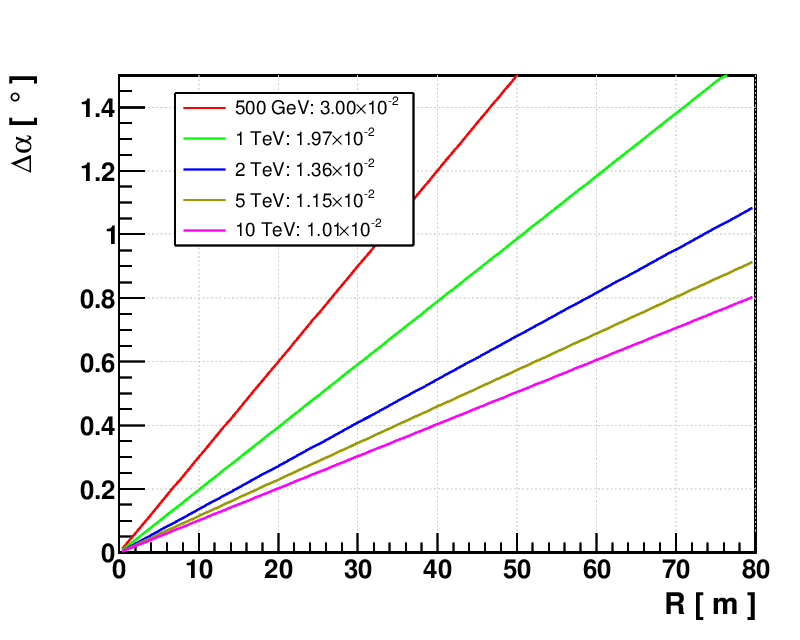 Δα [ ° ]
1.4
1.2
1
0.8
0.6
0.4
0.2
0
500 GeV: 3.00×10⁻²
1 TeV: 1.97×10⁻²
2 TeV: 1.36×10⁻²
5 TeV: 1.15×10⁻²
10 TeV: 1.01×10⁻²
0 10 20 30 40 50 60 70 80
R [ m ]